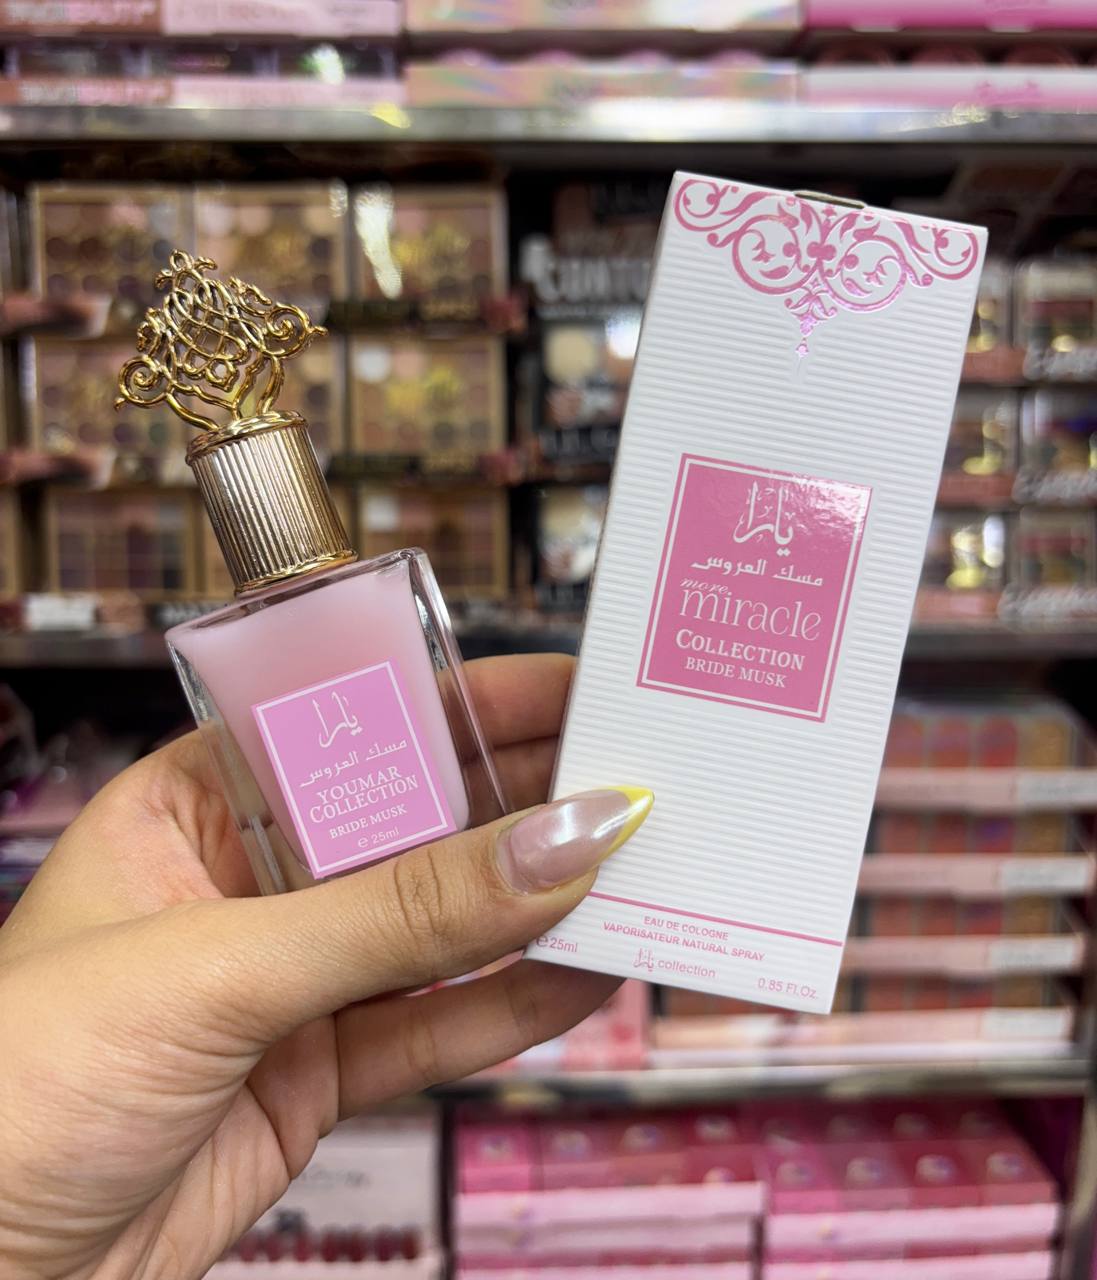 يارا
مسك العروس
YOUMAR
COLLECTION
BRIDE MUSK
e 25ml
يارا
مسك العروس
more
miracle
COLLECTION
BRIDE MUSK
EAU DE COLOGNE
VAPORISATEUR NATURAL SPRAY
e25ml
يارا collection
0.85 Fl.Oz.